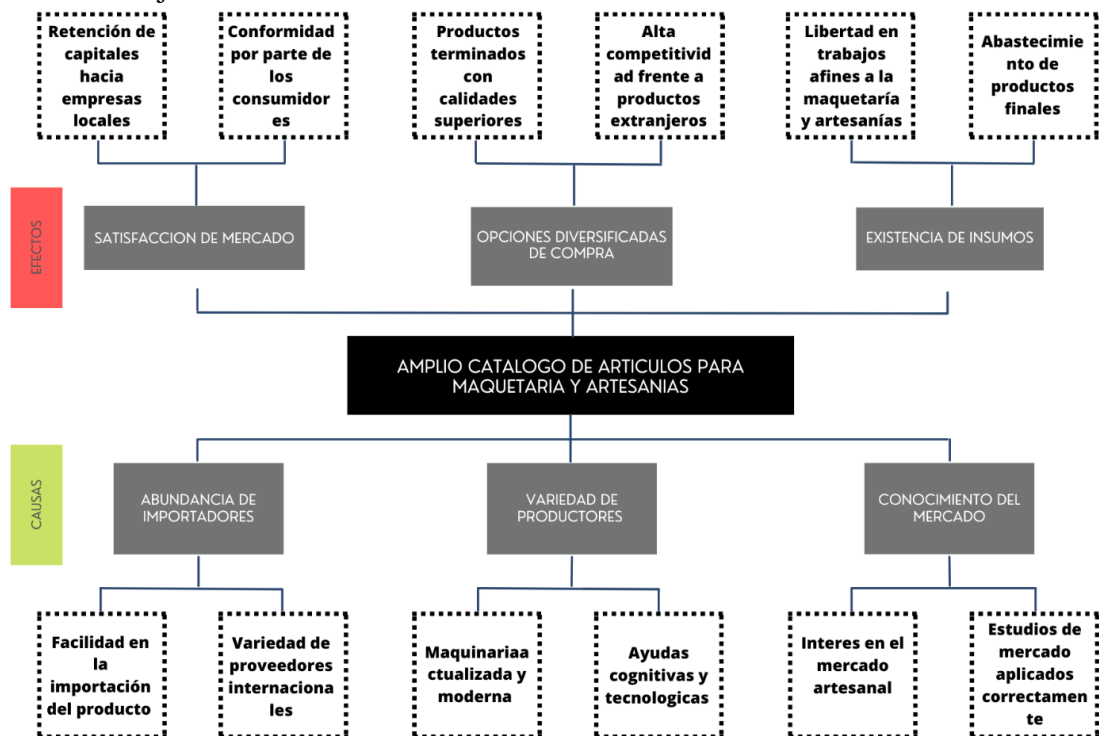 Retención de
capitales
hacia
empresas
locales
Conformidad
por parte de
los
consumidor
es
Productos
terminados
con
calidades
superiores
Alta
competitivid
ad frente a
productos
extranjeros
Libertad en
trabajos
afines a la
maquetaría
y artesanías
Abastecimie
nto de
productos
finales
EFECTOS
SATISFACCION DE MERCADO
OPCIONES DIVERSIFICADAS
DE COMPRA
EXISTENCIA DE INSUMOS
AMPLIO CATALOGO DE ARTICULOS PARA
MAQUETARIA Y ARTESANIAS
CAUSAS
ABUNDANCIA DE
IMPORTADORES
VARIEDAD DE
PRODUCTORES
CONOCIMIENTO DEL
MERCADO
Facilidad en
la
importación
del producto
Variedad de
proveedores
internaciona
les
Maquinariaa
ctualizada y
moderna
Ayudas
cognitivas y
tecnologicas
Interes en el
mercado
artesanal
Estudios de
mercado
aplicados
correctamen
te